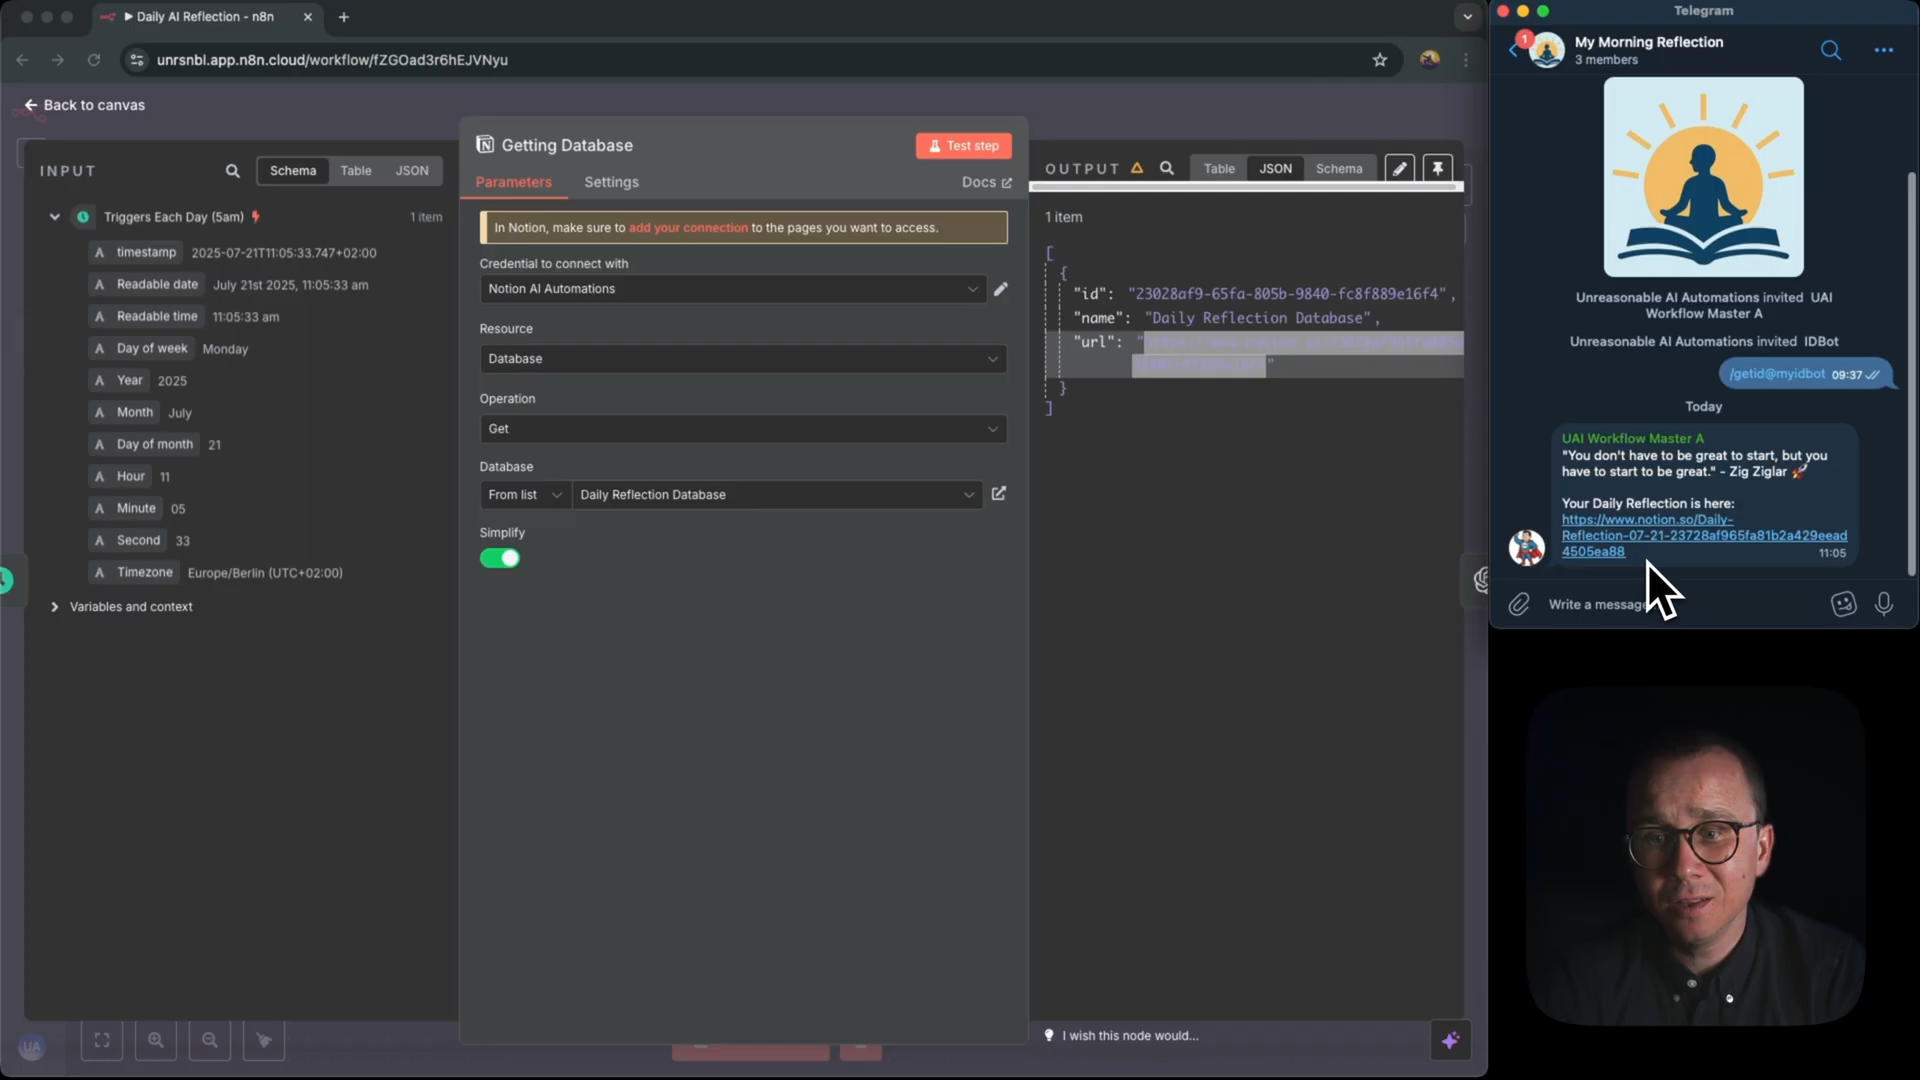 Daily AI Reflection - n8n
unrsnbl.app.n8n.cloud/workflow/fZGOad3r6hEJVNyu
Back to canvas
INPUT
Schema
Table
JSON
Triggers Each Day (5am)
1 item
A timestamp 2025-07-21T11:05:33.747+02:00
A Readable date July 21st 2025, 11:05:33 am
A Readable time 11:05:33 am
A Day of week Monday
A Year 2025
A Month July
A Day of month 21
A Hour 11
A Minute 05
A Second 33
A Timezone Europe/Berlin (UTC+02:00)
Variables and context
UA
Getting Database
Test step
Parameters
Settings
Docs
In Notion, make sure to add your connection to the pages you want to access.
Credential to connect with
Notion AI Automations
Resource
Database
Operation
Get
Database
From list
Daily Reflection Database
Simplify
OUTPUT
Table
JSON
Schema
1 item
[
{
"id": "23028af9-65fa-805b-9840-fc8f889e16f4",
"name": "Daily Reflection Database",
"url": "
"
}
]
I wish this node would...
Telegram
1
My Morning Reflection
3 members
Unreasonable AI Automations invited UAI
Workflow Master A
Unreasonable AI Automations invited IDBot
/getid@myidbot 09:37
Today
UAI Workflow Master A
"You don't have to be great to start, but you
have to start to be great." - Zig Ziglar 🚀
Your Daily Reflection is here:
https://www.notion.so/Daily-
Reflection-07-21-23728af965fa81b2a429eead
4505ea88
11:05
Write a message